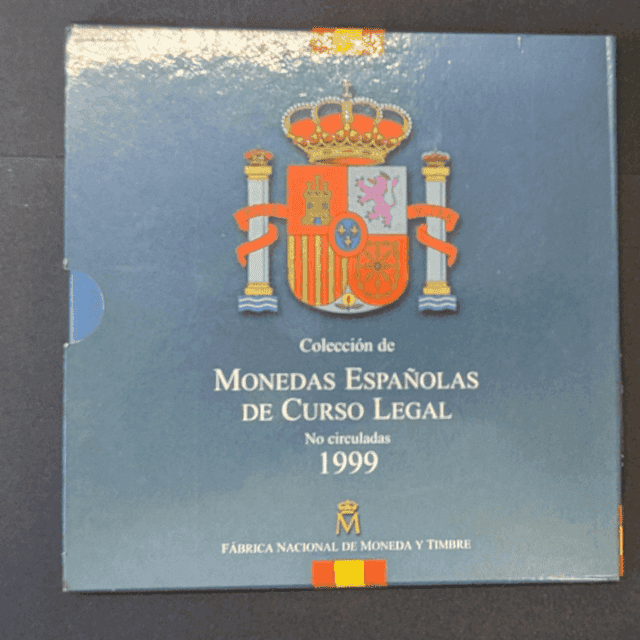 Colección de
MONEDAS ESPAÑOLAS
DE CURSO LEGAL
No circuladas
1999
M
FÁBRICA NACIONAL DE MONEDA Y TIMBRE